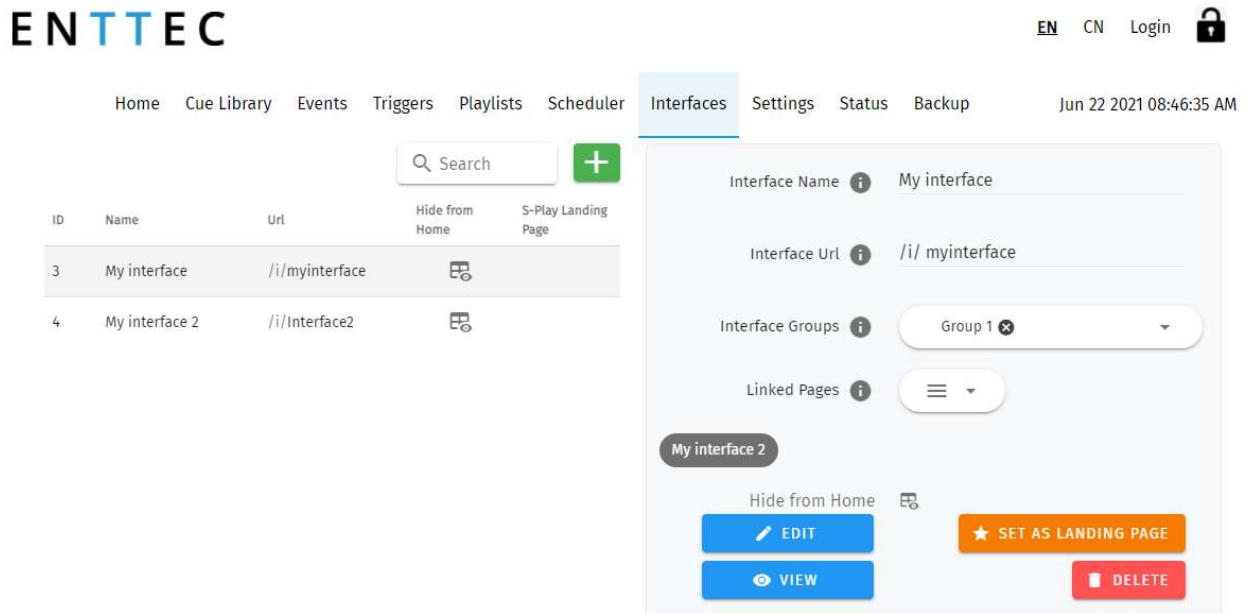 ENTTEC
EN CN Login
Home Cue Library Events Triggers Playlists Scheduler Interfaces Settings Status Backup Jun 22 2021 08:46:35 AM
Search
ID Name Url Hide from Home S-Play Landing Page
3 My interface /i/myinterface
4 My interface 2 /i/Interface2
Interface Name My interface
Interface Url /i/ myinterface
Interface Groups Group 1
Linked Pages
My interface 2
Hide from Home
EDIT SET AS LANDING PAGE
VIEW DELETE